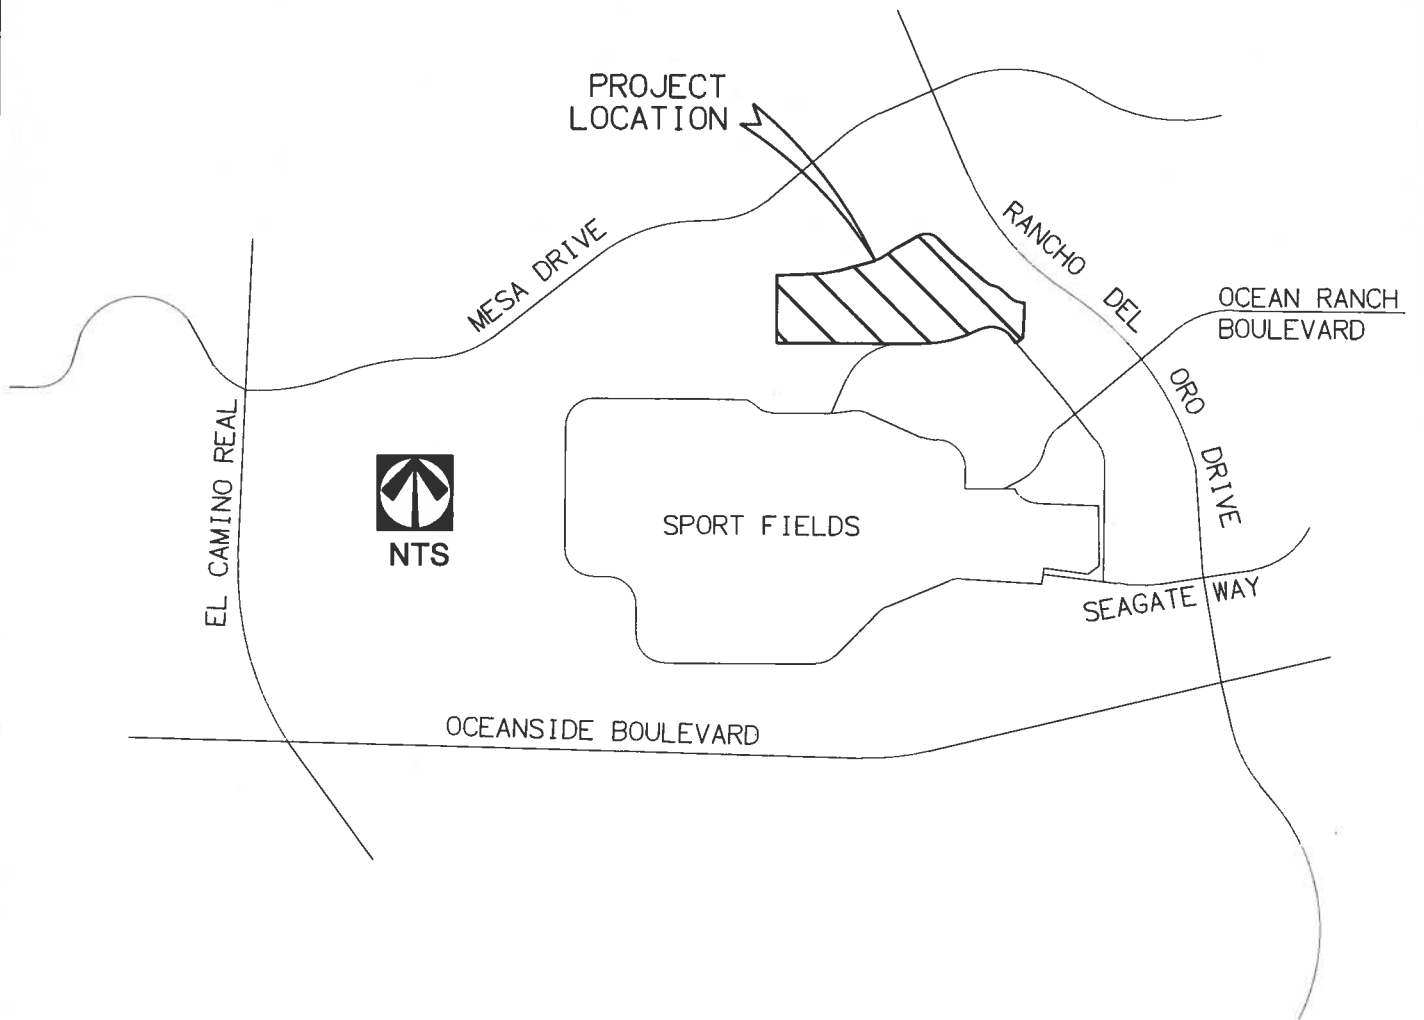 PROJECT
LOCATION
RANCHO DEL ORO DRIVE
MESA DRIVE
OCEAN RANCH
BOULEVARD
EL CAMINO REAL
NTS
SPORT FIELDS
SEAGATE WAY
OCEANSIDE BOULEVARD